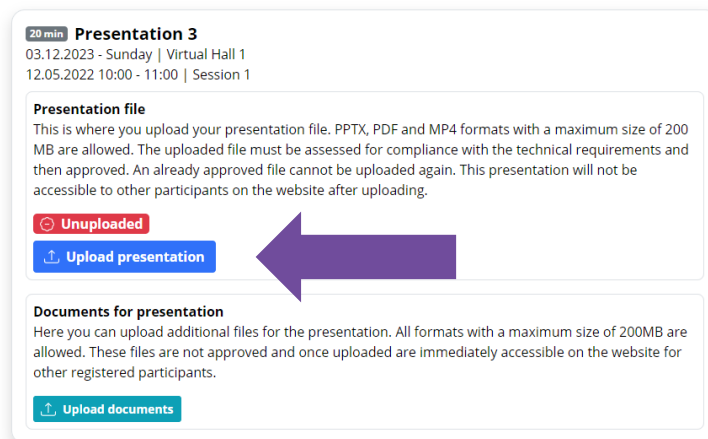 20 min Presentation 3
03.12.2023 - Sunday | Virtual Hall 1
12.05.2022 10:00 - 11:00 | Session 1
Presentation file
This is where you upload your presentation file. PPTX, PDF and MP4 formats with a maximum size of 200
MB are allowed. The uploaded file must be assessed for compliance with the technical requirements and
then approved. An already approved file cannot be uploaded again. This presentation will not be
accessible to other participants on the website after uploading.
Unuploaded
Upload presentation
Documents for presentation
Here you can upload additional files for the presentation. All formats with a maximum size of 200MB are
allowed. These files are not approved and once uploaded are immediately accessible on the website for
other registered participants.
Upload documents